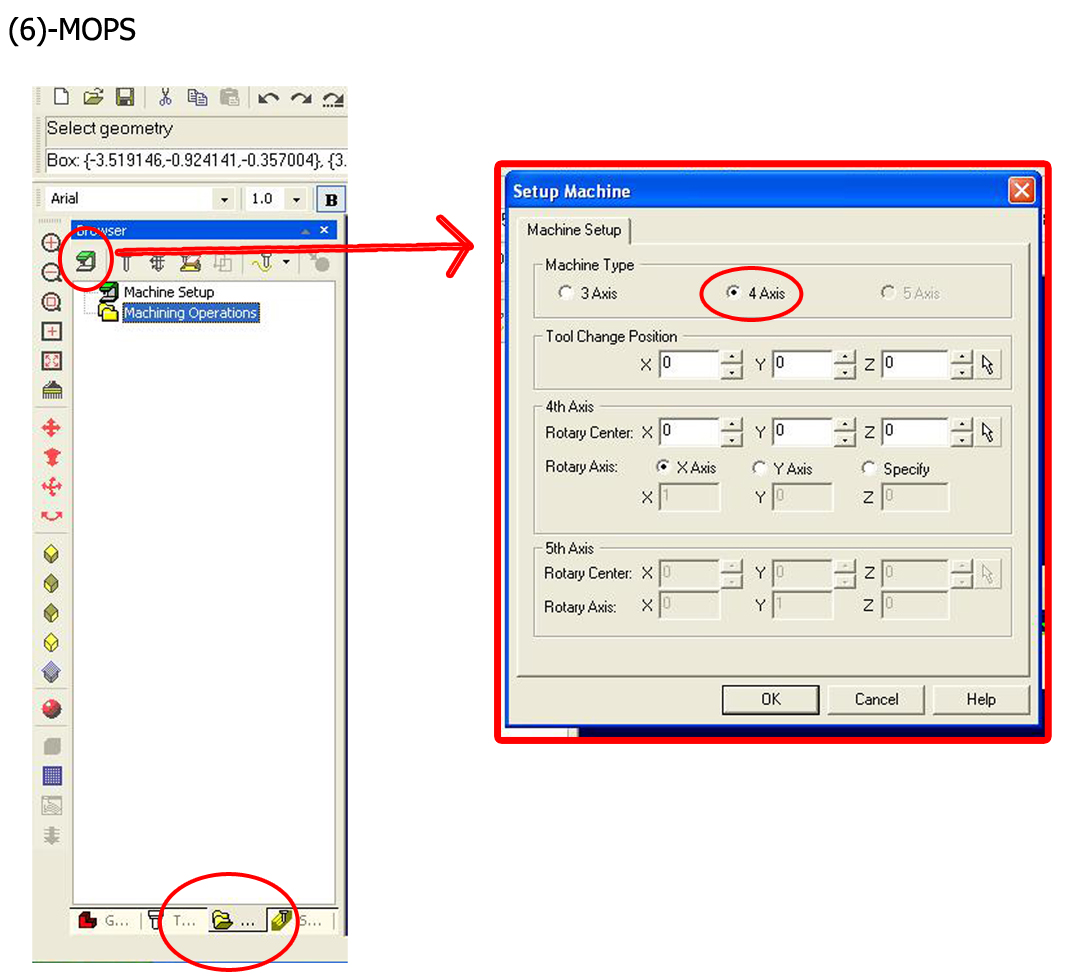 (6)-MOPS
Select geometry
Box: {-3.519146,-0.924141,-0.357004}, {3.
Arial 1.0 B
Browser
Machine Setup
Machining Operations
G... T... ... S...
Setup Machine
Machine Setup
Machine Type
3 Axis 4 Axis 5 Axis
Tool Change Position
X 0 Y 0 Z 0
4th Axis
Rotary Center: X 0 Y 0 Z 0
Rotary Axis: X Axis Y Axis Specify
X 1 Y 0 Z 0
5th Axis
Rotary Center: X 0 Y 0 Z 0
Rotary Axis: X 0 Y 1 Z 0
OK Cancel Help